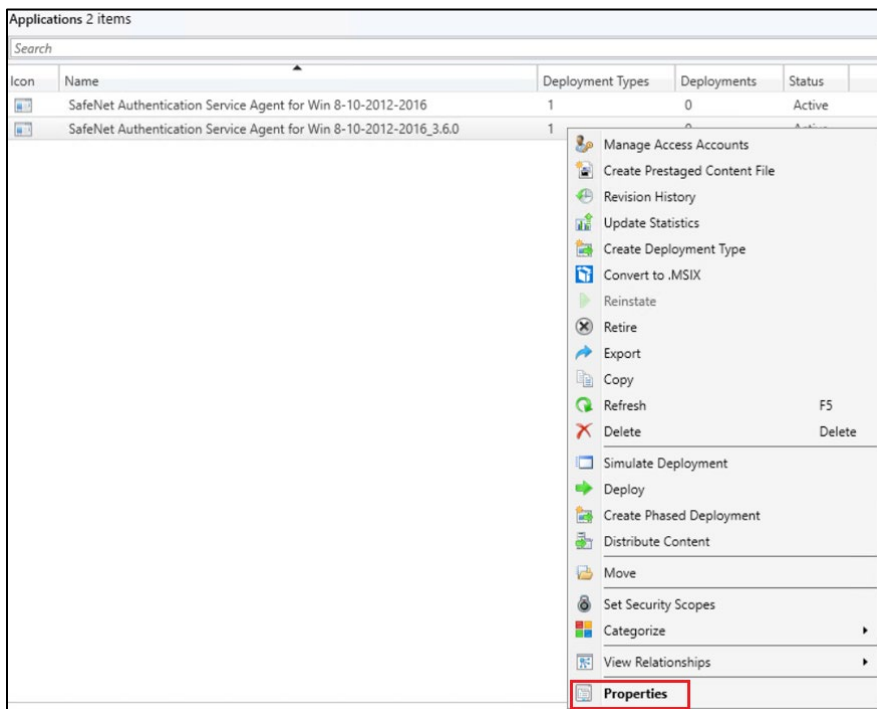 Applications 2 items
Search
Icon Name Deployment Types Deployments Status
SafeNet Authentication Service Agent for Win 8-10-2012-2016 1 0 Active
SafeNet Authentication Service Agent for Win 8-10-2012-2016_3.6.0 1
Manage Access Accounts
Create Prestaged Content File
Revision History
Update Statistics
Create Deployment Type
Convert to .MSIX
Reinstate
Retire
Export
Copy
Refresh F5
Delete Delete
Simulate Deployment
Deploy
Create Phased Deployment
Distribute Content
Move
Set Security Scopes
Categorize
View Relationships
Properties